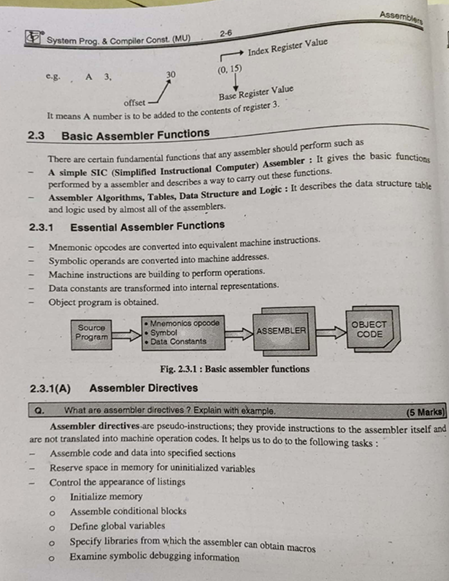 System Prog. & Compiler Const. (MU)
2-6
Assemblers
Index Register Value
e.g. A 3, 30 (0, 15)
offset
Base Register Value
It means A number is to be added to the contents of register 3.
2.3 Basic Assembler Functions
There are certain fundamental functions that any assembler should perform such as
– A simple SIC (Simplified Instructional Computer) Assembler : It gives the basic functions
performed by a assembler and describes a way to carry out these functions.
– Assembler Algorithms, Tables, Data Structure and Logic : It describes the data structure table
and logic used by almost all of the assemblers.
2.3.1 Essential Assembler Functions
– Mnemonic opcodes are converted into equivalent machine instructions.
– Symbolic operands are converted into machine addresses.
– Machine instructions are building to perform operations.
– Data constants are transformed into internal representations.
– Object program is obtained.
Source
Program
• Mnemonics opcode
• Symbol
• Data Constants
ASSEMBLER
OBJECT
CODE
Fig. 2.3.1 : Basic assembler functions
2.3.1(A) Assembler Directives
Q. What are assembler directives ? Explain with example. (5 Marks)
Assembler directives are pseudo-instructions; they provide instructions to the assembler itself and
are not translated into machine operation codes. It helps us to do the following tasks :
– Assemble code and data into specified sections
– Reserve space in memory for uninitialized variables
– Control the appearance of listings
o Initialize memory
o Assemble conditional blocks
o Define global variables
o Specify libraries from which the assembler can obtain macros
o Examine symbolic debugging information